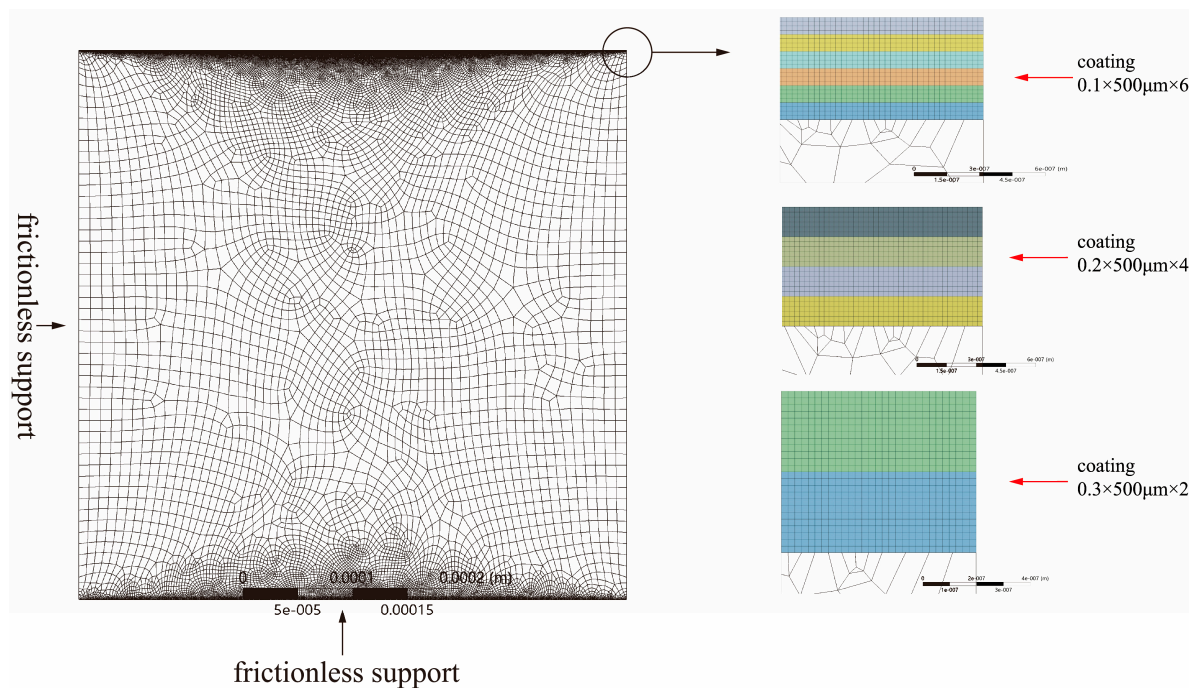 frictionless support
0 0.0001 0.0002 (m)
5e-005 0.00015
frictionless support
coating
0.1×500μm×6
0 3e-007 6e-007 (m)
1.5e-007 4.5e-007
coating
0.2×500μm×4
0 3e-007 6e-007 (m)
1.5e-007 4.5e-007
coating
0.3×500μm×2
0 2e-007 4e-007 (m)
1e-007 3e-007